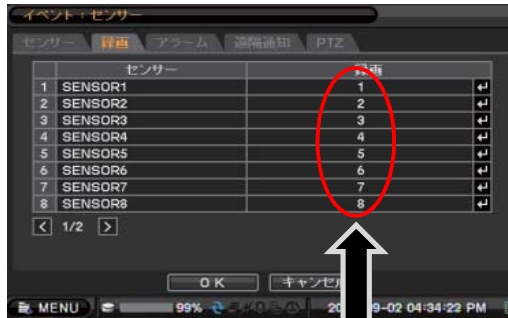 イベント：センサー
センサー 録画 アラーム 遠隔通知 PTZ
センサー 録画
1 SENSOR1 1
2 SENSOR2 2
3 SENSOR3 3
4 SENSOR4 4
5 SENSOR5 5
6 SENSOR6 6
7 SENSOR7 7
8 SENSOR8 8
< 1/2 >
OK キャンセル
MENU 99% 9-02 04:34:22 PM